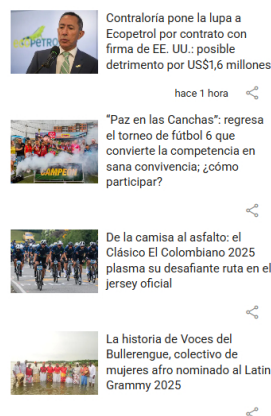 Contraloría pone la lupa a
Ecopetrol por contrato con
firma de EE. UU.: posible
detrimento por US$1,6 millones
hace 1 hora
“Paz en las Canchas”: regresa
el torneo de fútbol 6 que
convierte la competencia en
sana convivencia; ¿cómo
participar?
De la camisa al asfalto: el
Clásico El Colombiano 2025
plasma su desafiante ruta en el
jersey oficial
La historia de Voces del
Bullerengue, colectivo de
mujeres afro nominado al Latin
Grammy 2025